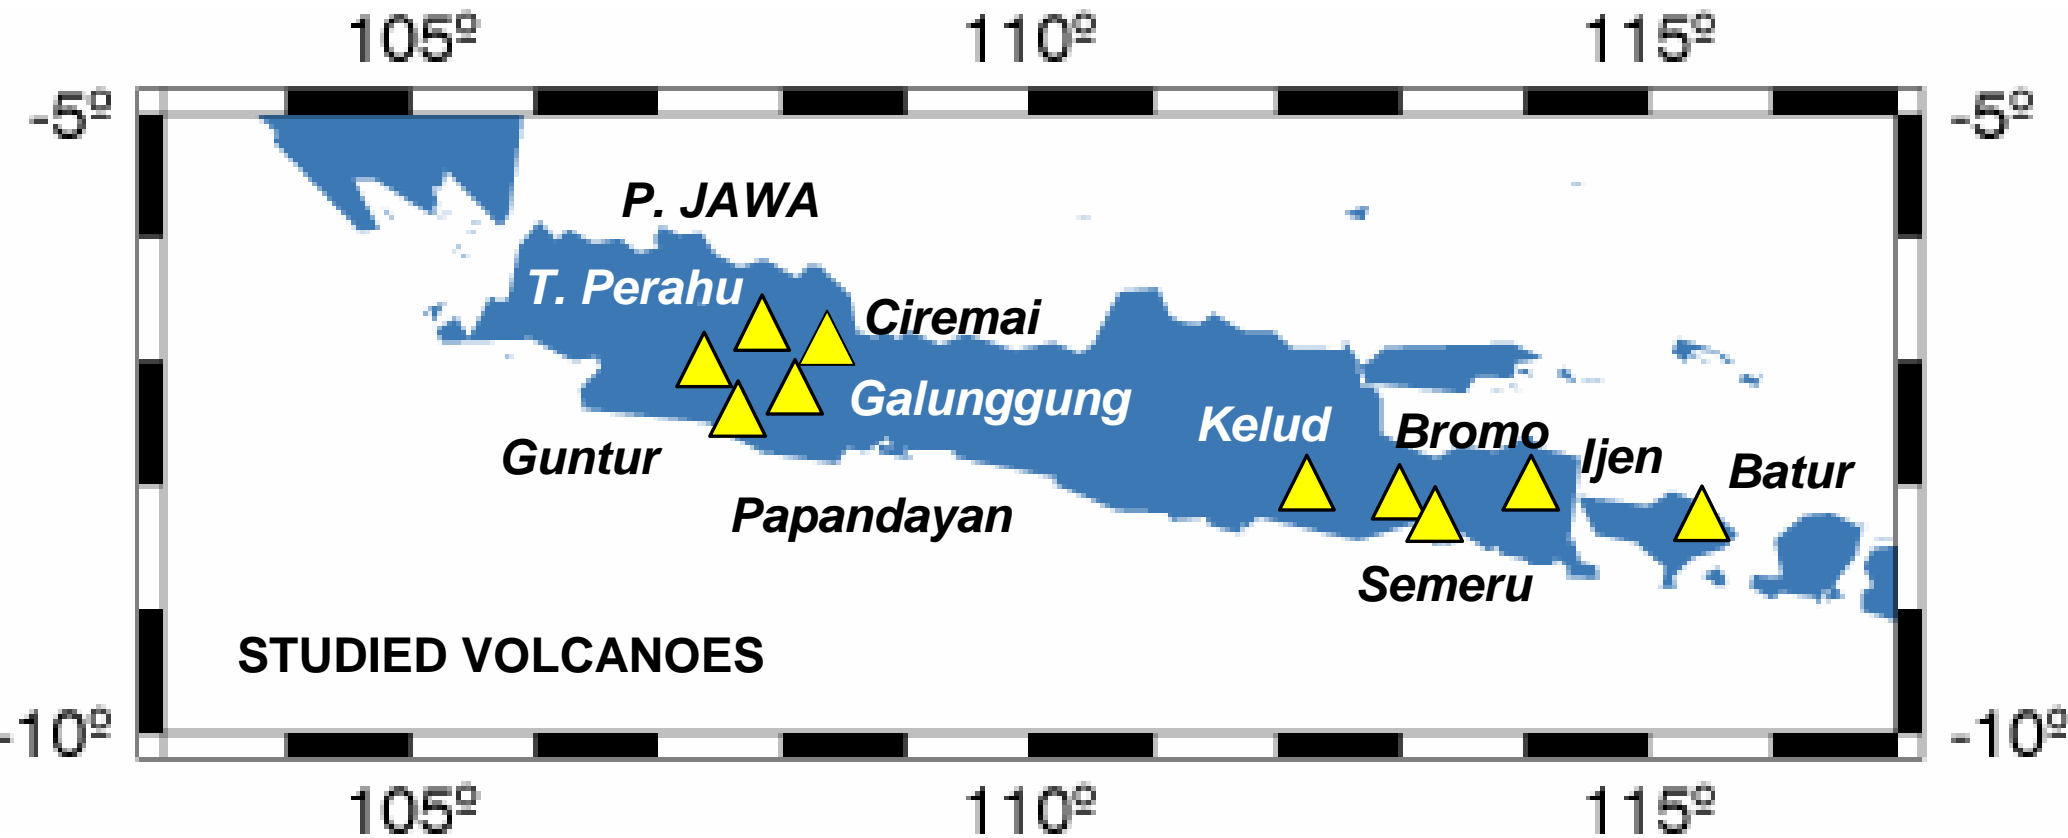 105º 110º 115º
-5º -5º
P. JAWA
T. Perahu
Ciremai
Galunggung
Kelud
Bromo
Guntur
Ijen
Batur
Papandayan
Semeru
STUDIED VOLCANOES
-10º -10º
105º 110º 115º